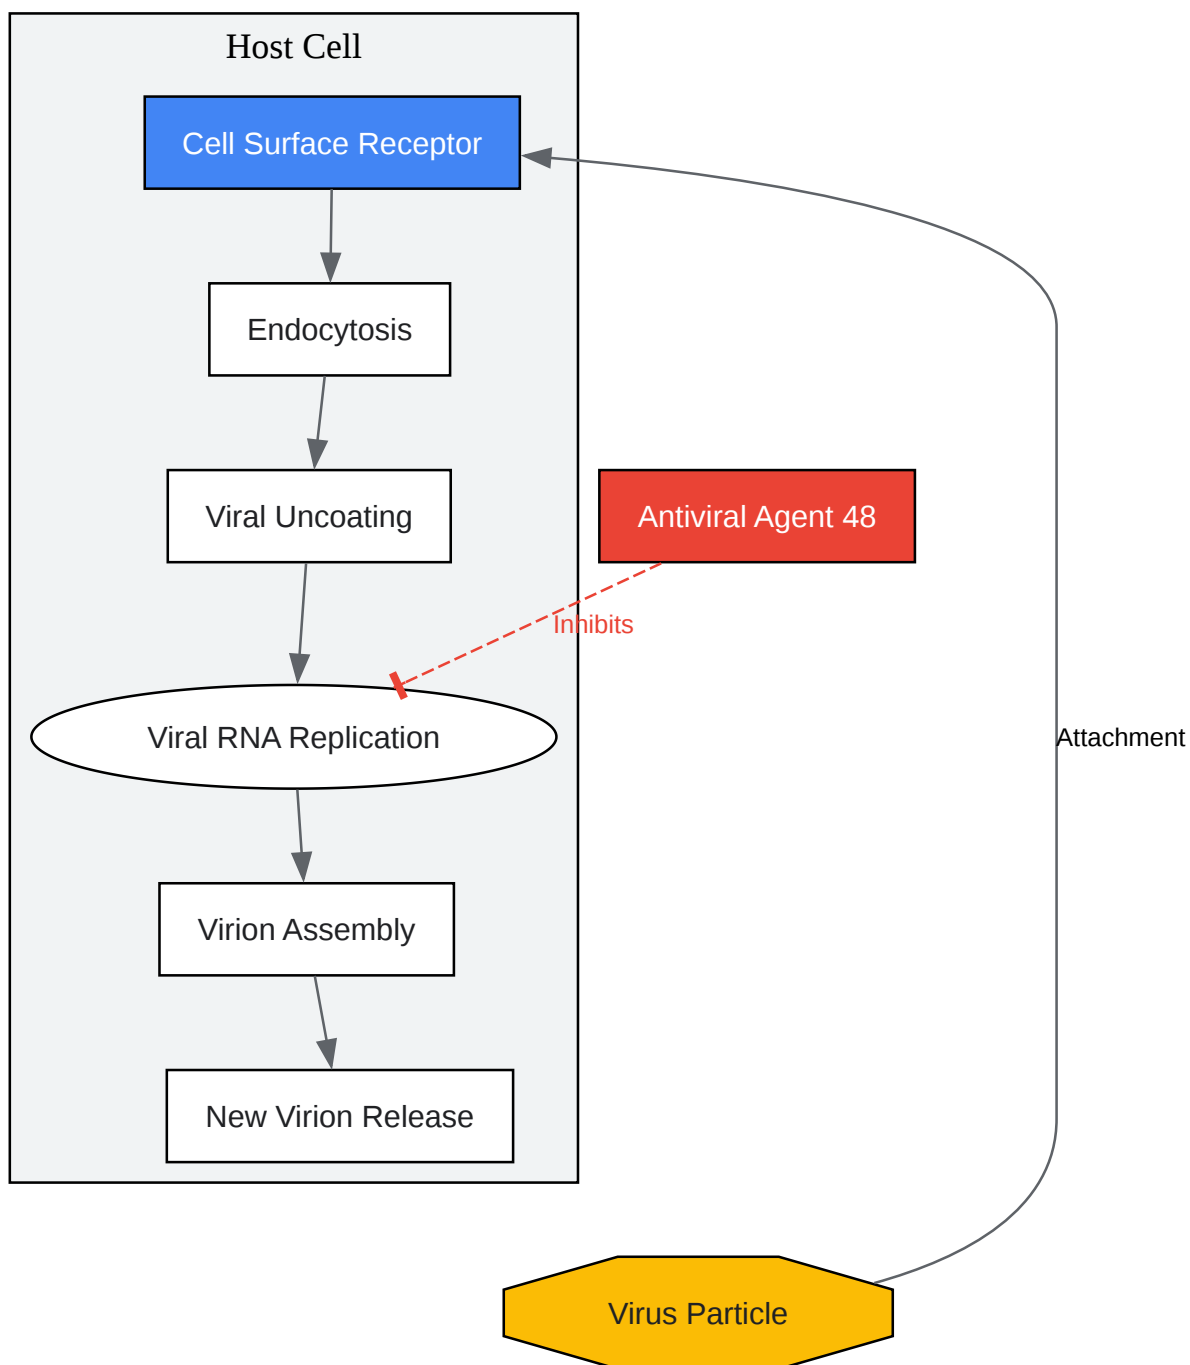 Host Cell
Cell Surface Receptor
Endocytosis
Viral Uncoating
Antiviral Agent 48
Inhibits
Viral RNA Replication
Attachment
Virion Assembly
New Virion Release
Virus Particle